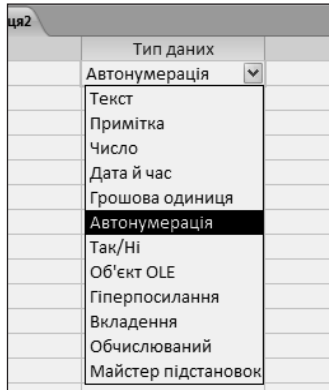 ця2
Тип даних
Автонумерація
Текст
Примітка
Число
Дата й час
Грошова одиниця
Автонумерація
Так/Ні
Об'єкт OLE
Гіперпосилання
Вкладення
Обчислюваний
Майстер підстановок